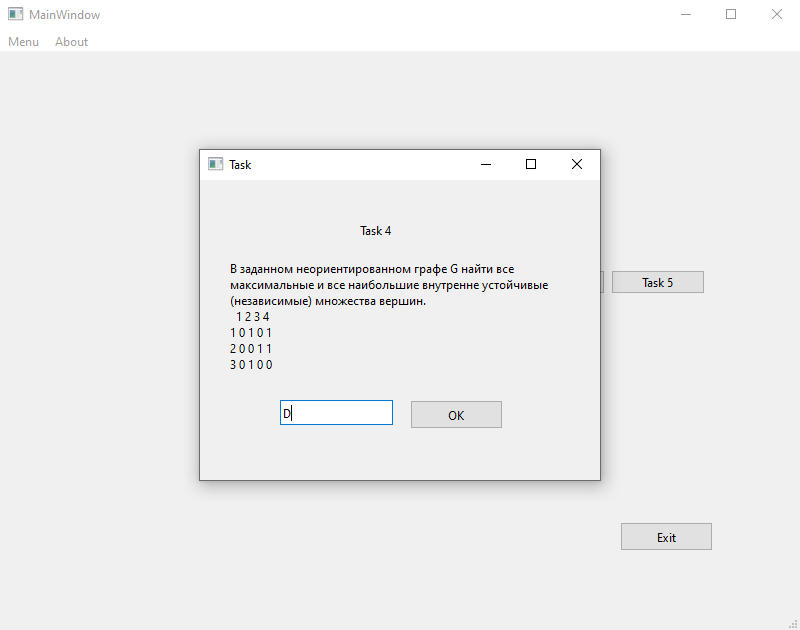 MainWindow
Menu About
Task
Task 4
В заданном неориентированном графе G найти все
максимальные и все наибольшие внутренне устойчивые
(независимые) множества вершин.
1 2 3 4
1 0 1 0 1
2 0 0 1 1
3 0 1 0 0
D
OK
Task 5
Exit